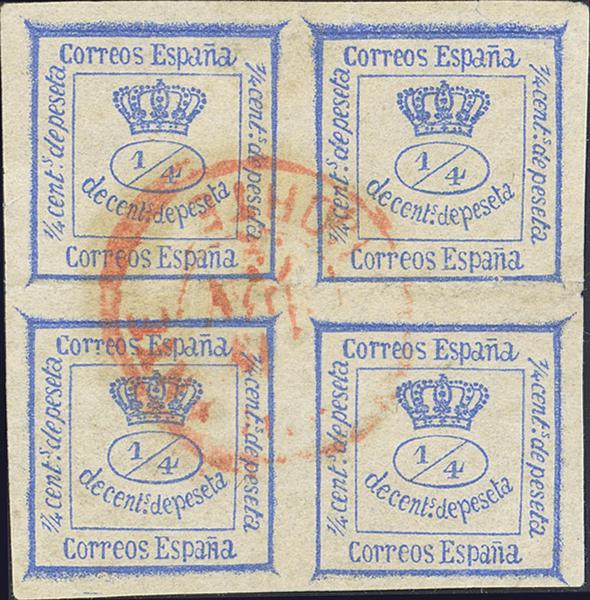 Correos España
¼ cent.ˢ de peseta
1/4
de cent.ˢ de peseta
¼ cent.ˢ de peseta
Correos España
Correos España
¼ cent.ˢ de peseta
1/4
de cent.ˢ de peseta
¼ cent.ˢ de peseta
Correos España
Correos España
¼ cent.ˢ de peseta
1/4
de cent.ˢ de peseta
¼ cent.ˢ de peseta
Correos España
Correos España
¼ cent.ˢ de peseta
1/4
de cent.ˢ de peseta
¼ cent.ˢ de peseta
Correos España